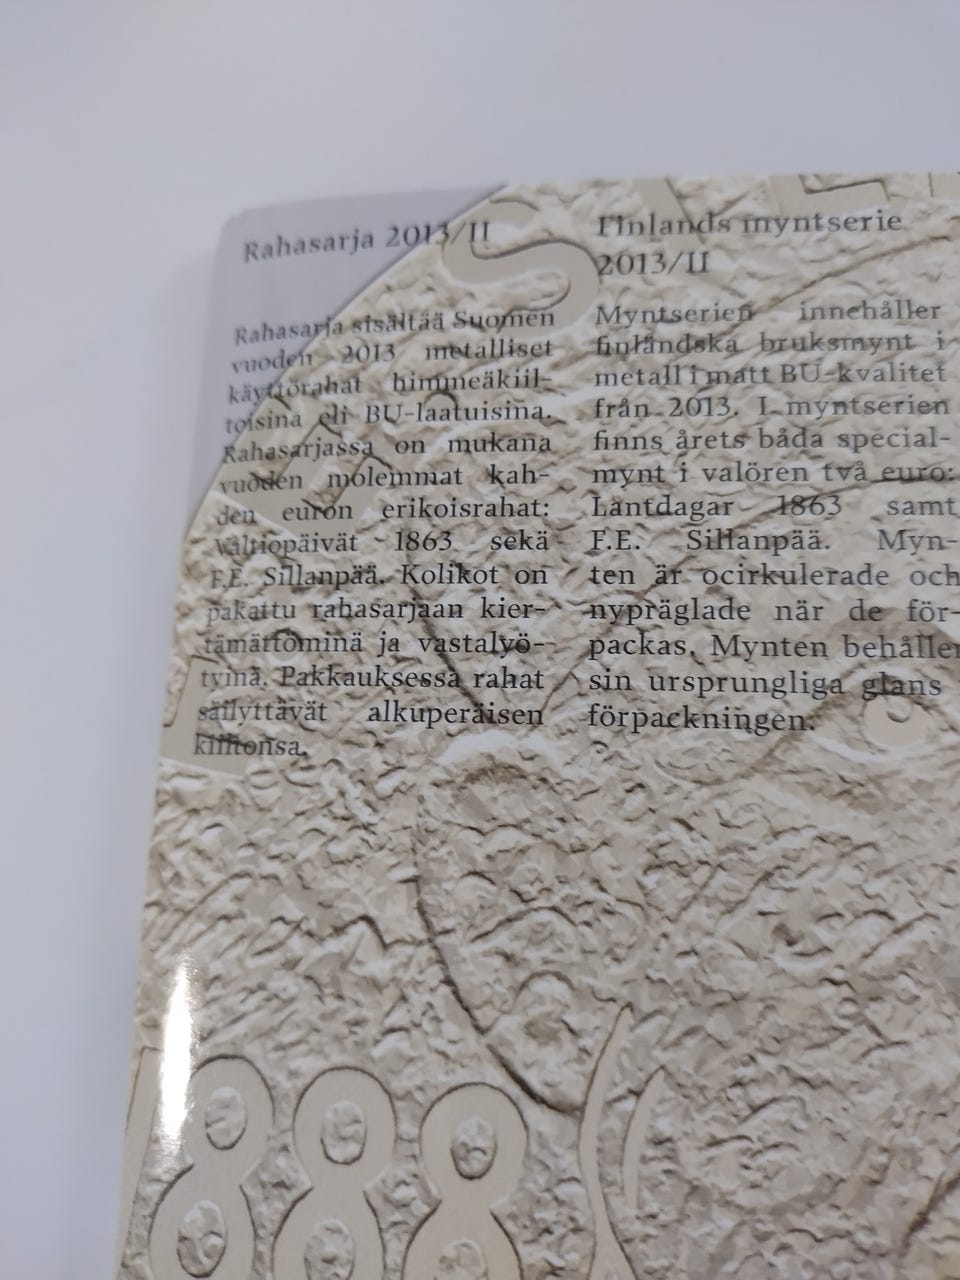 Rahasarja 2013/II
Rahasarja sisältää Suomen
vuoden 2013 metalliset
käyttörahat himmeäkiil-
toisina eli BU-laatuisina.
Rahasarjassa on mukana
vuoden molemmat kah-
den euron erikoisrahat:
Valtiopäivät 1863 sekä
F.E. Sillanpää. Kolikot on
pakattu rahasarjaan kier-
tämättöminä ja vastalyö-
tyinä. Pakkauksessa rahat
säilyttävät alkuperäisen
kiiltonsa.
Finlands myntserie
2013/II
Myntserien innehåller
finländska bruksmynt i
metall i matt BU-kvalitet
från 2013. I myntserien
finns årets båda special-
mynt i valören två euro:
Lantdagar 1863 samt
F.E. Sillanpää. Myn-
ten är ocirkulerade och
nypräglade när de för-
packas. Mynten behåller
sin ursprungliga glans i
förpackningen.
1888